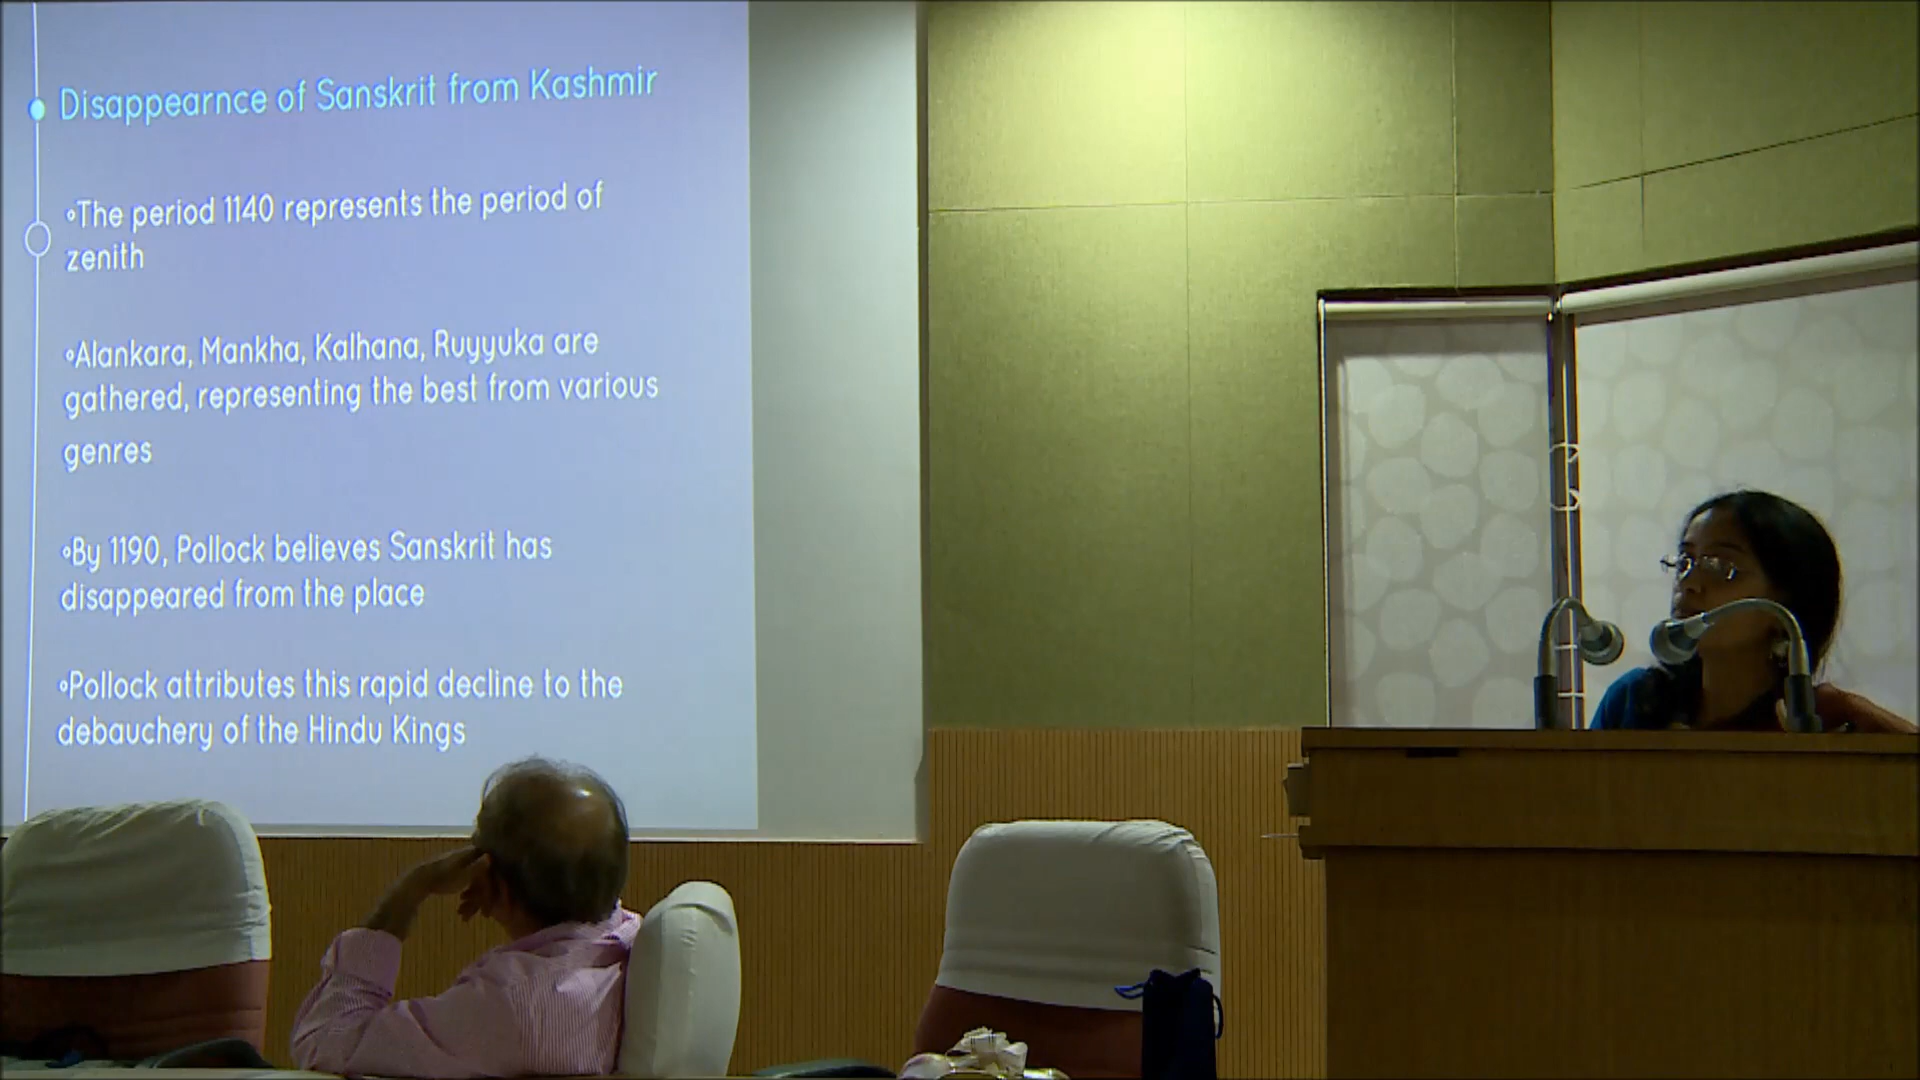 Disappearnce of Sanskrit from Kashmir
◦The period 1140 represents the period of
zenith
◦Alankara, Mankha, Kalhana, Ruyyuka are
gathered, representing the best from various
genres
◦By 1190, Pollock believes Sanskrit has
disappeared from the place
◦Pollock attributes this rapid decline to the
debauchery of the Hindu Kings